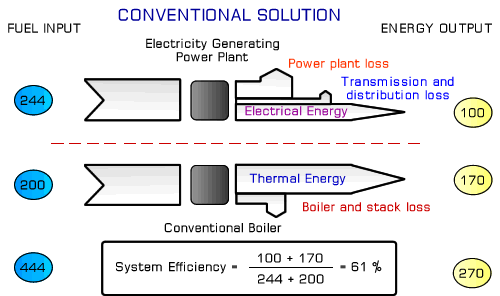 CONVENTIONAL SOLUTION
FUEL INPUT
ENERGY OUTPUT
Electricity Generating
Power Plant
Power plant loss
Transmission and
distribution loss
244
Electrical Energy
100
200
Thermal Energy
170
Boiler and stack loss
Conventional Boiler
444
System Efficiency = 100 + 170 / 244 + 200 = 61 %
270